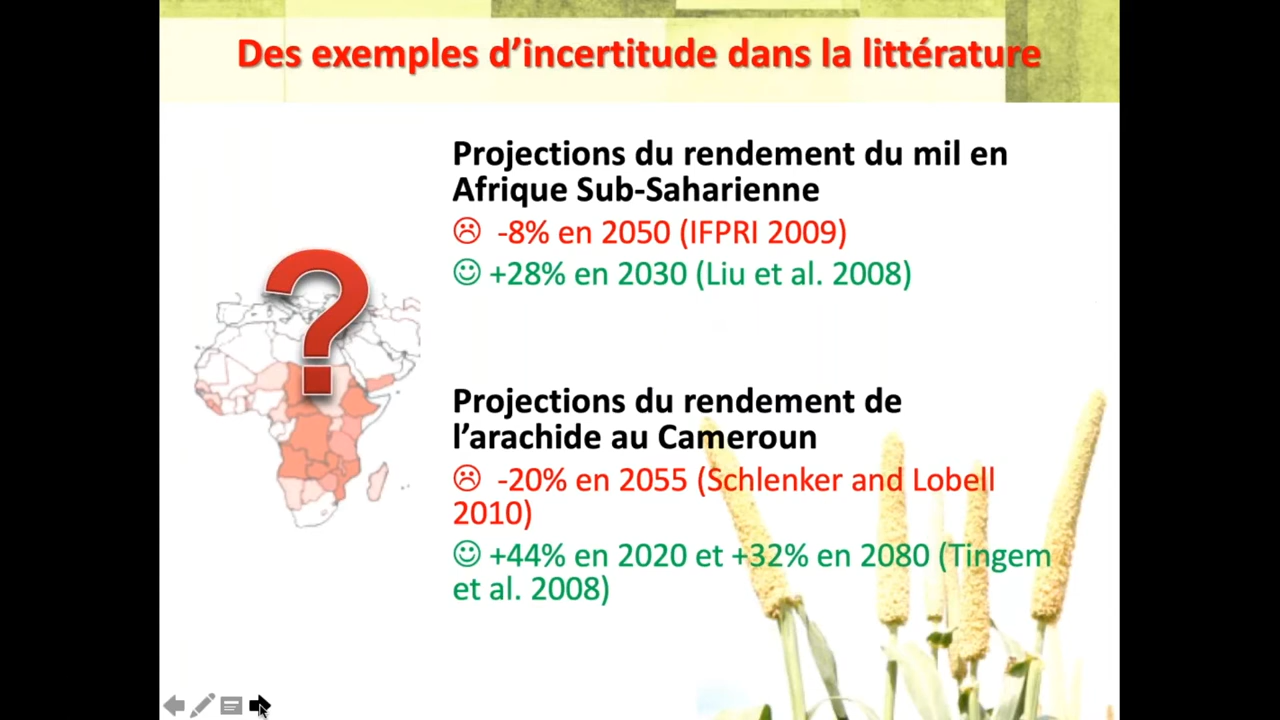 Des exemples d’incertitude dans la littérature
Projections du rendement du mil en
Afrique Sub-Saharienne
☹ -8% en 2050 (IFPRI 2009)
☺ +28% en 2030 (Liu et al. 2008)
?
Projections du rendement de
l’arachide au Cameroun
☹ -20% en 2055 (Schlenker and Lobell
2010)
☺ +44% en 2020 et +32% en 2080 (Tingem
et al. 2008)